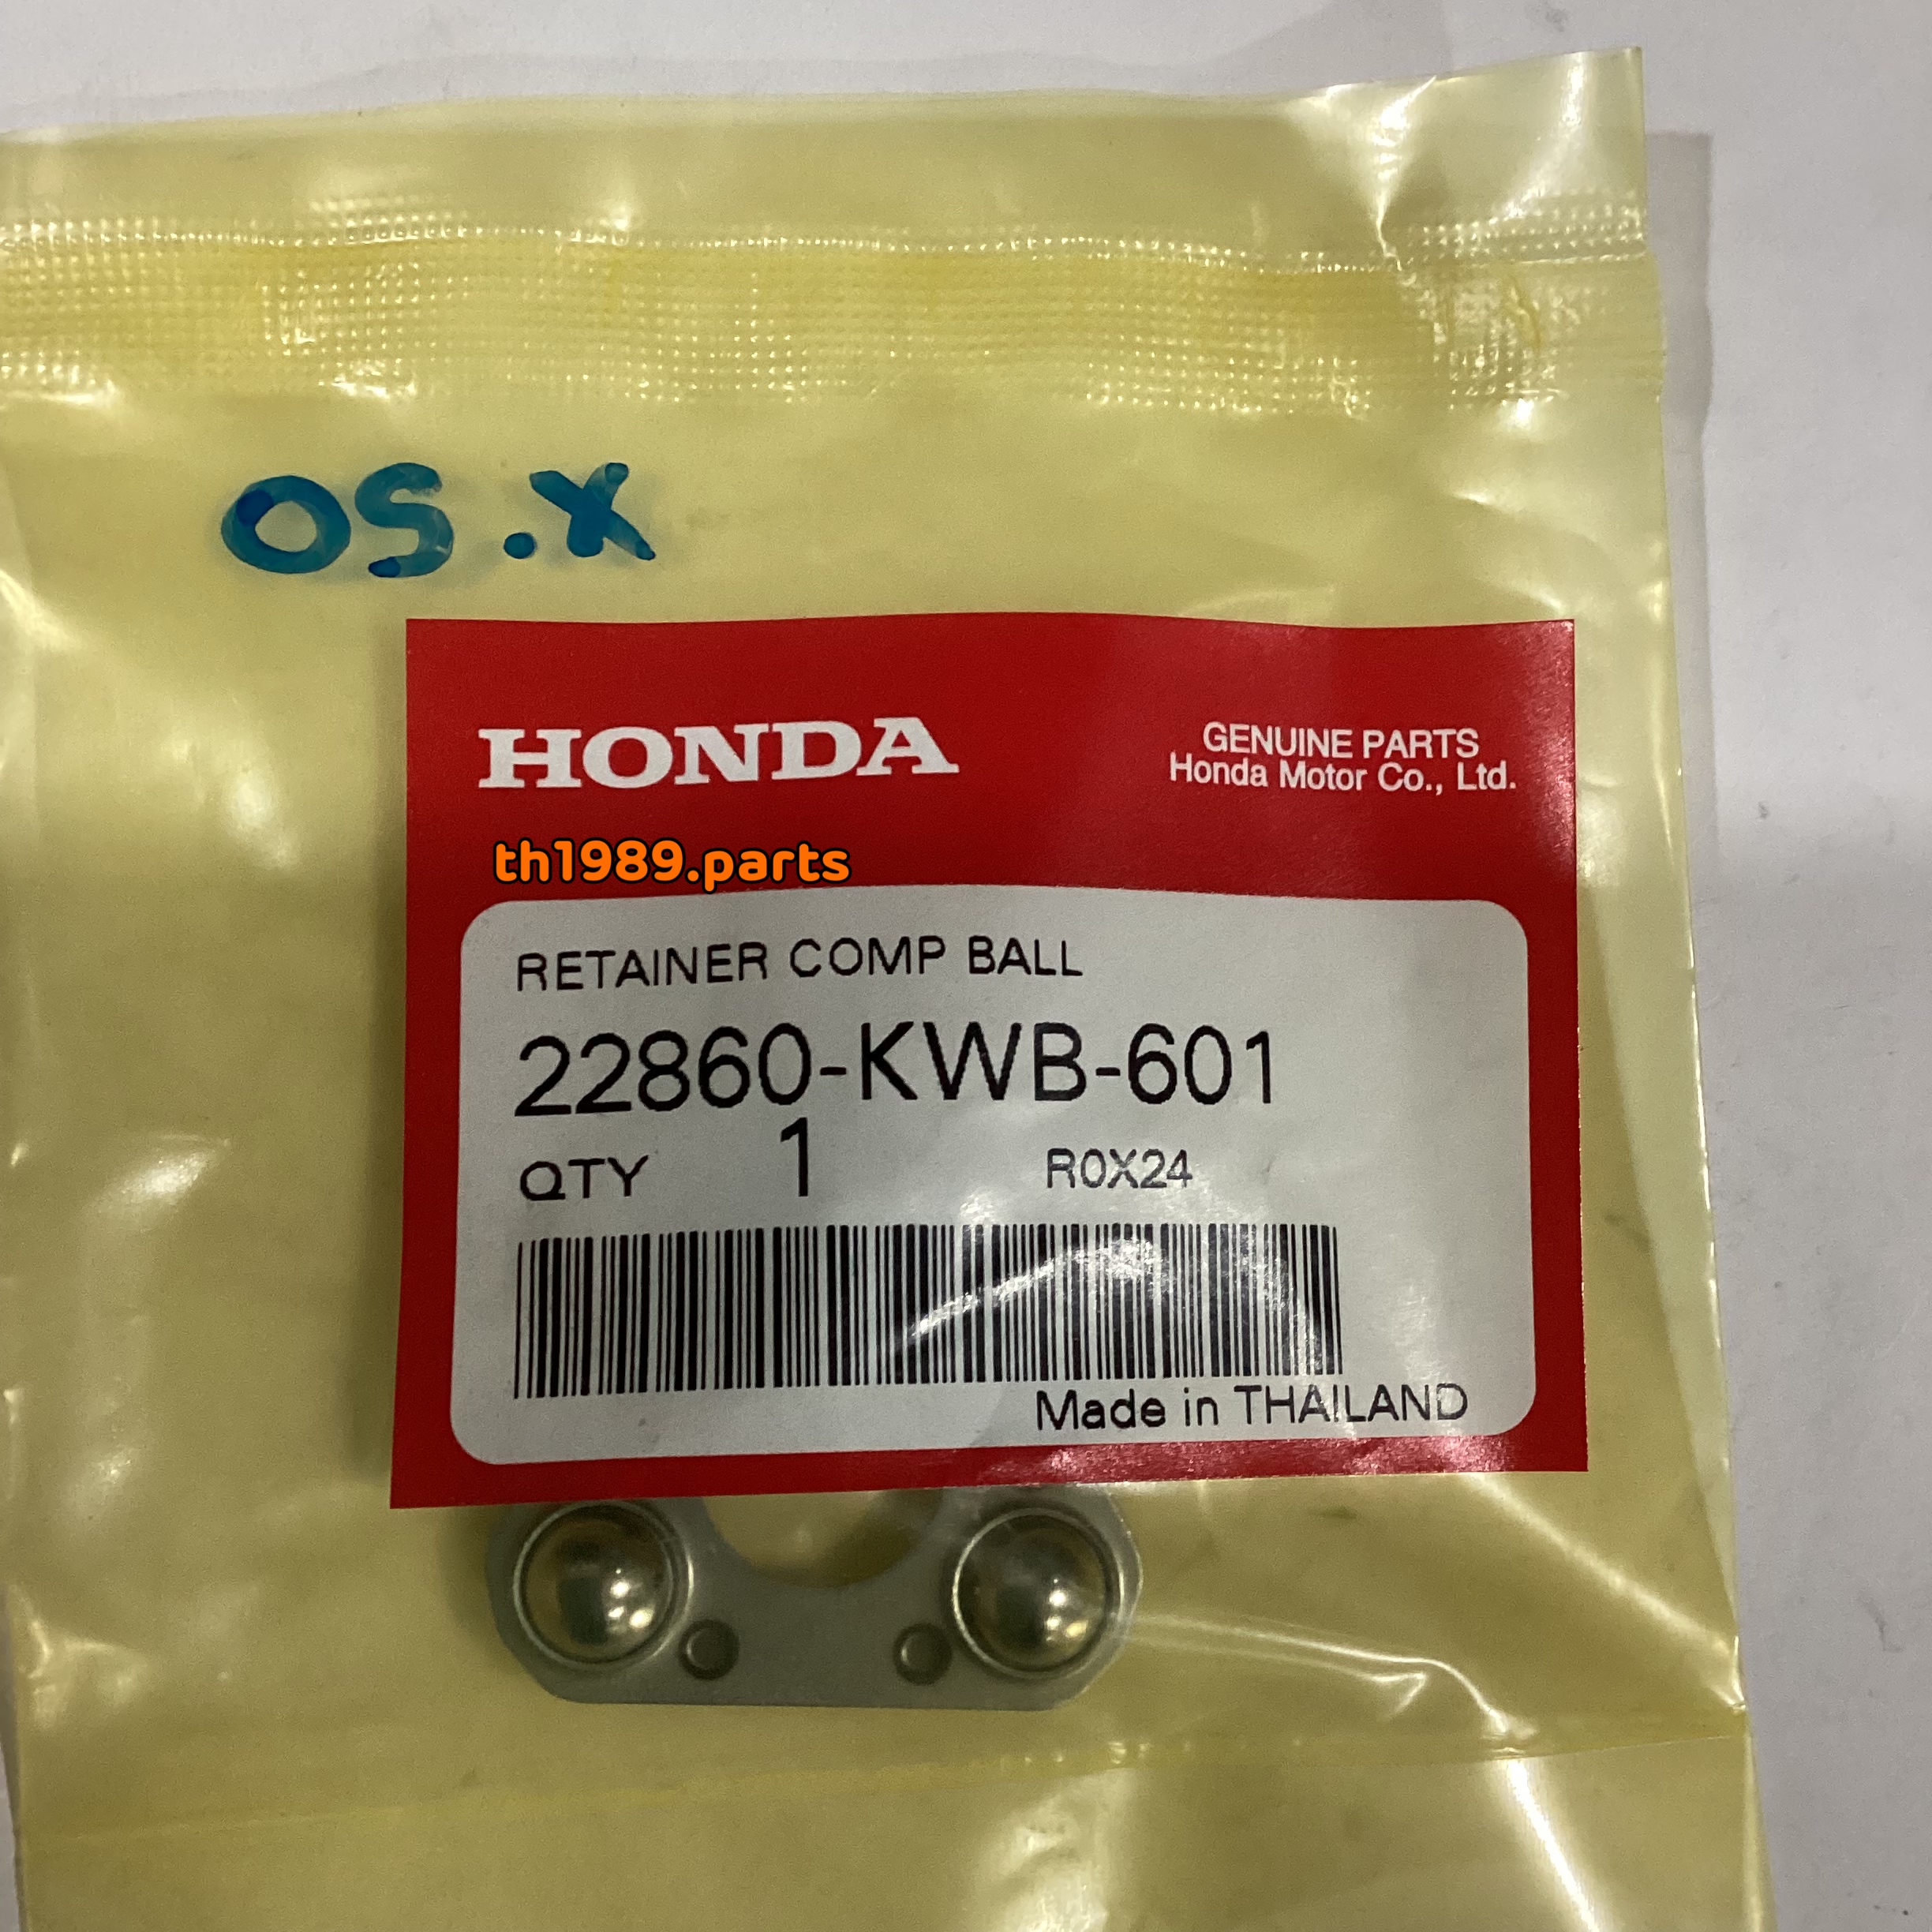 OS.X
HONDA
GENUINE PARTS
Honda Motor Co., Ltd.
th1989.parts
RETAINER COMP BALL
22860-KWB-601
QTY 1 R0X24
Made in THAILAND